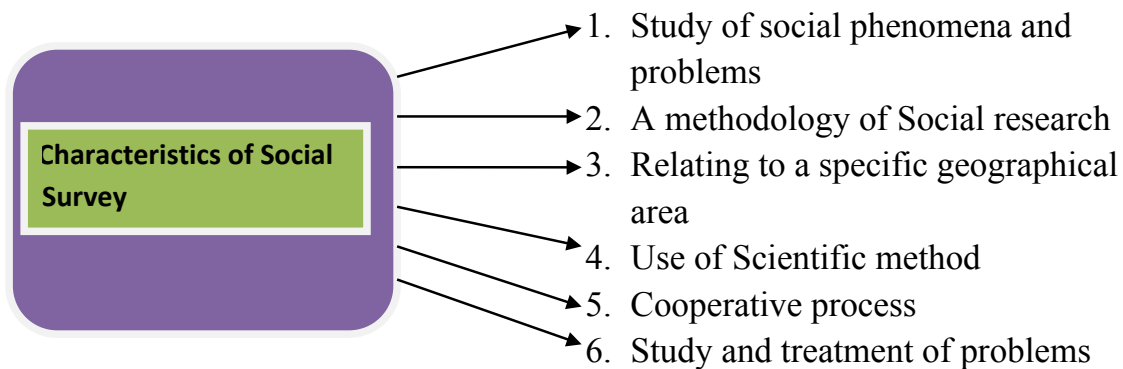 Characteristics of Social
Survey
1. Study of social phenomena and
problems
2. A methodology of Social research
3. Relating to a specific geographical
area
4. Use of Scientific method
5. Cooperative process
6. Study and treatment of problems